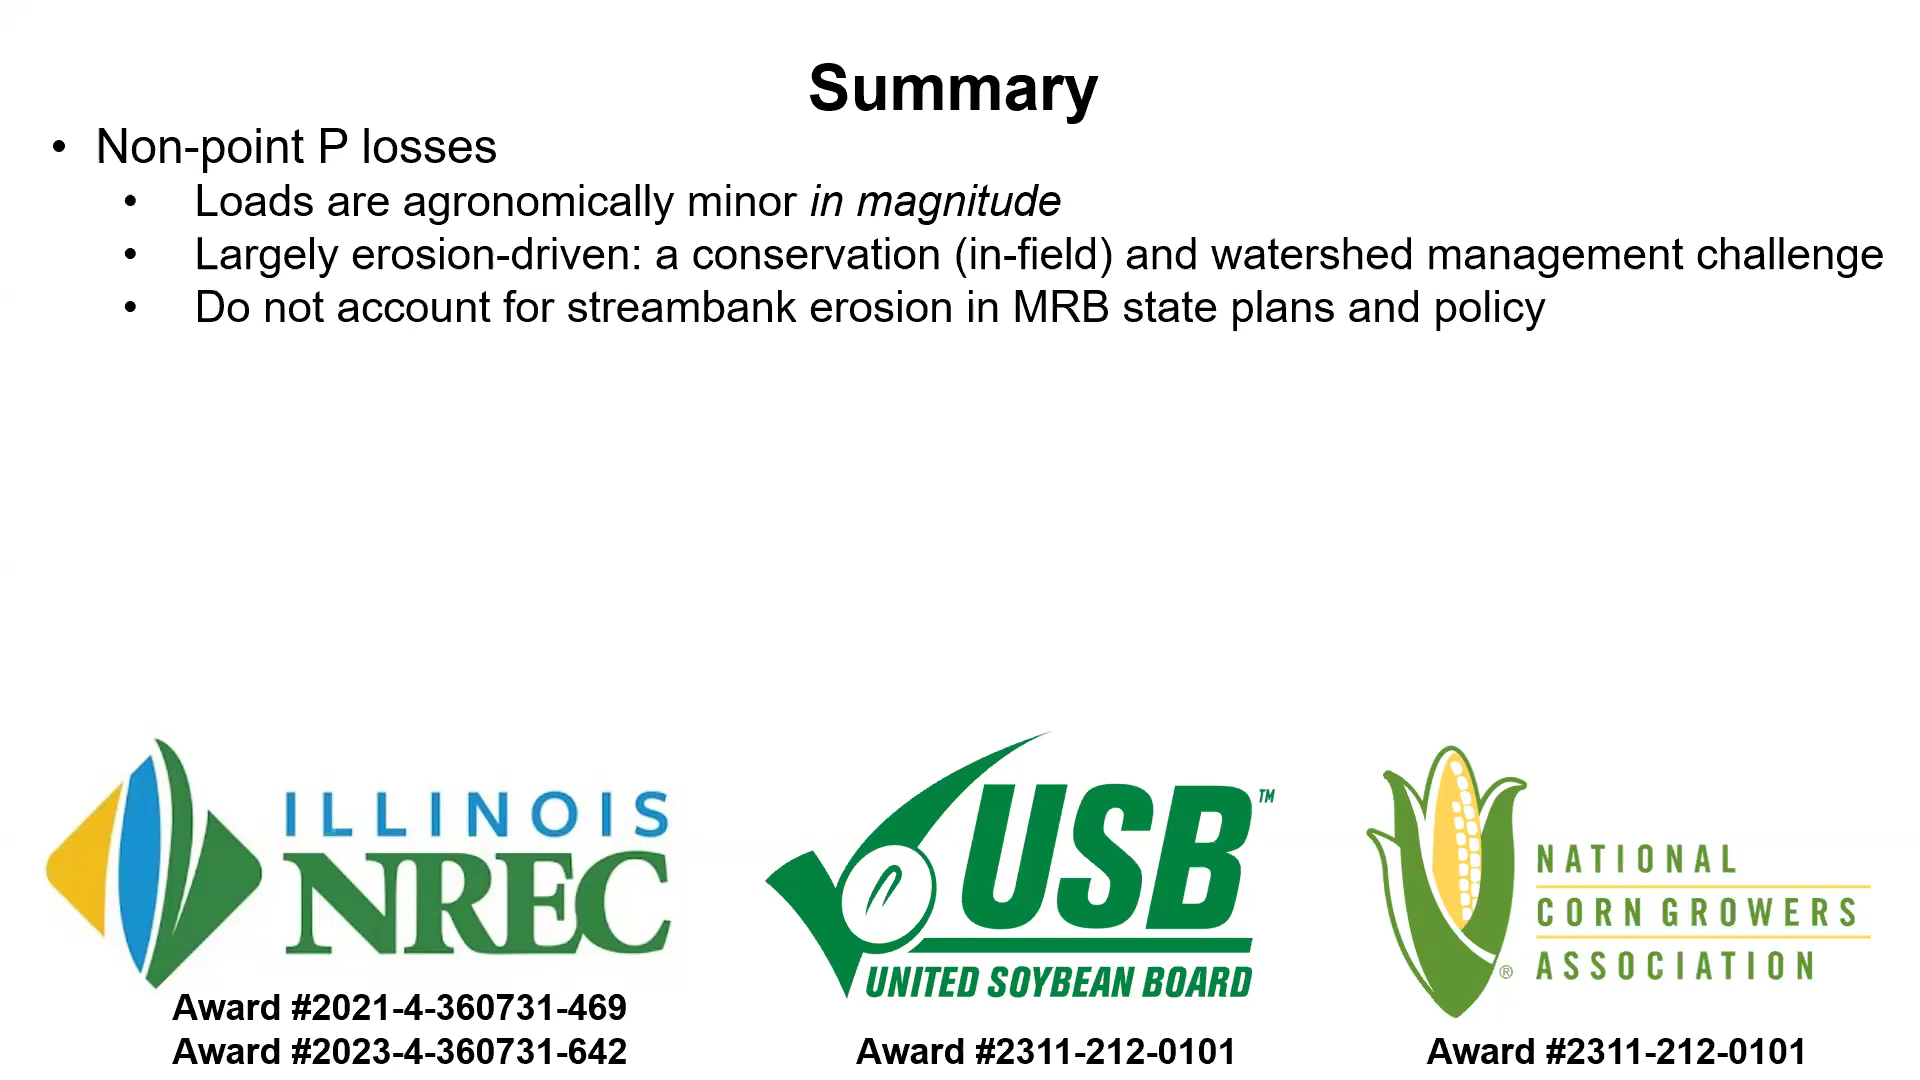 Summary
• Non-point P losses
• Loads are agronomically minor in magnitude
• Largely erosion-driven: a conservation (in-field) and watershed management challenge
• Do not account for streambank erosion in MRB state plans and policy
ILLINOIS
NREC
Award #2021-4-360731-469
Award #2023-4-360731-642
USB™
UNITED SOYBEAN BOARD
Award #2311-212-0101
NATIONAL
CORN GROWERS
® ASSOCIATION
Award #2311-212-0101